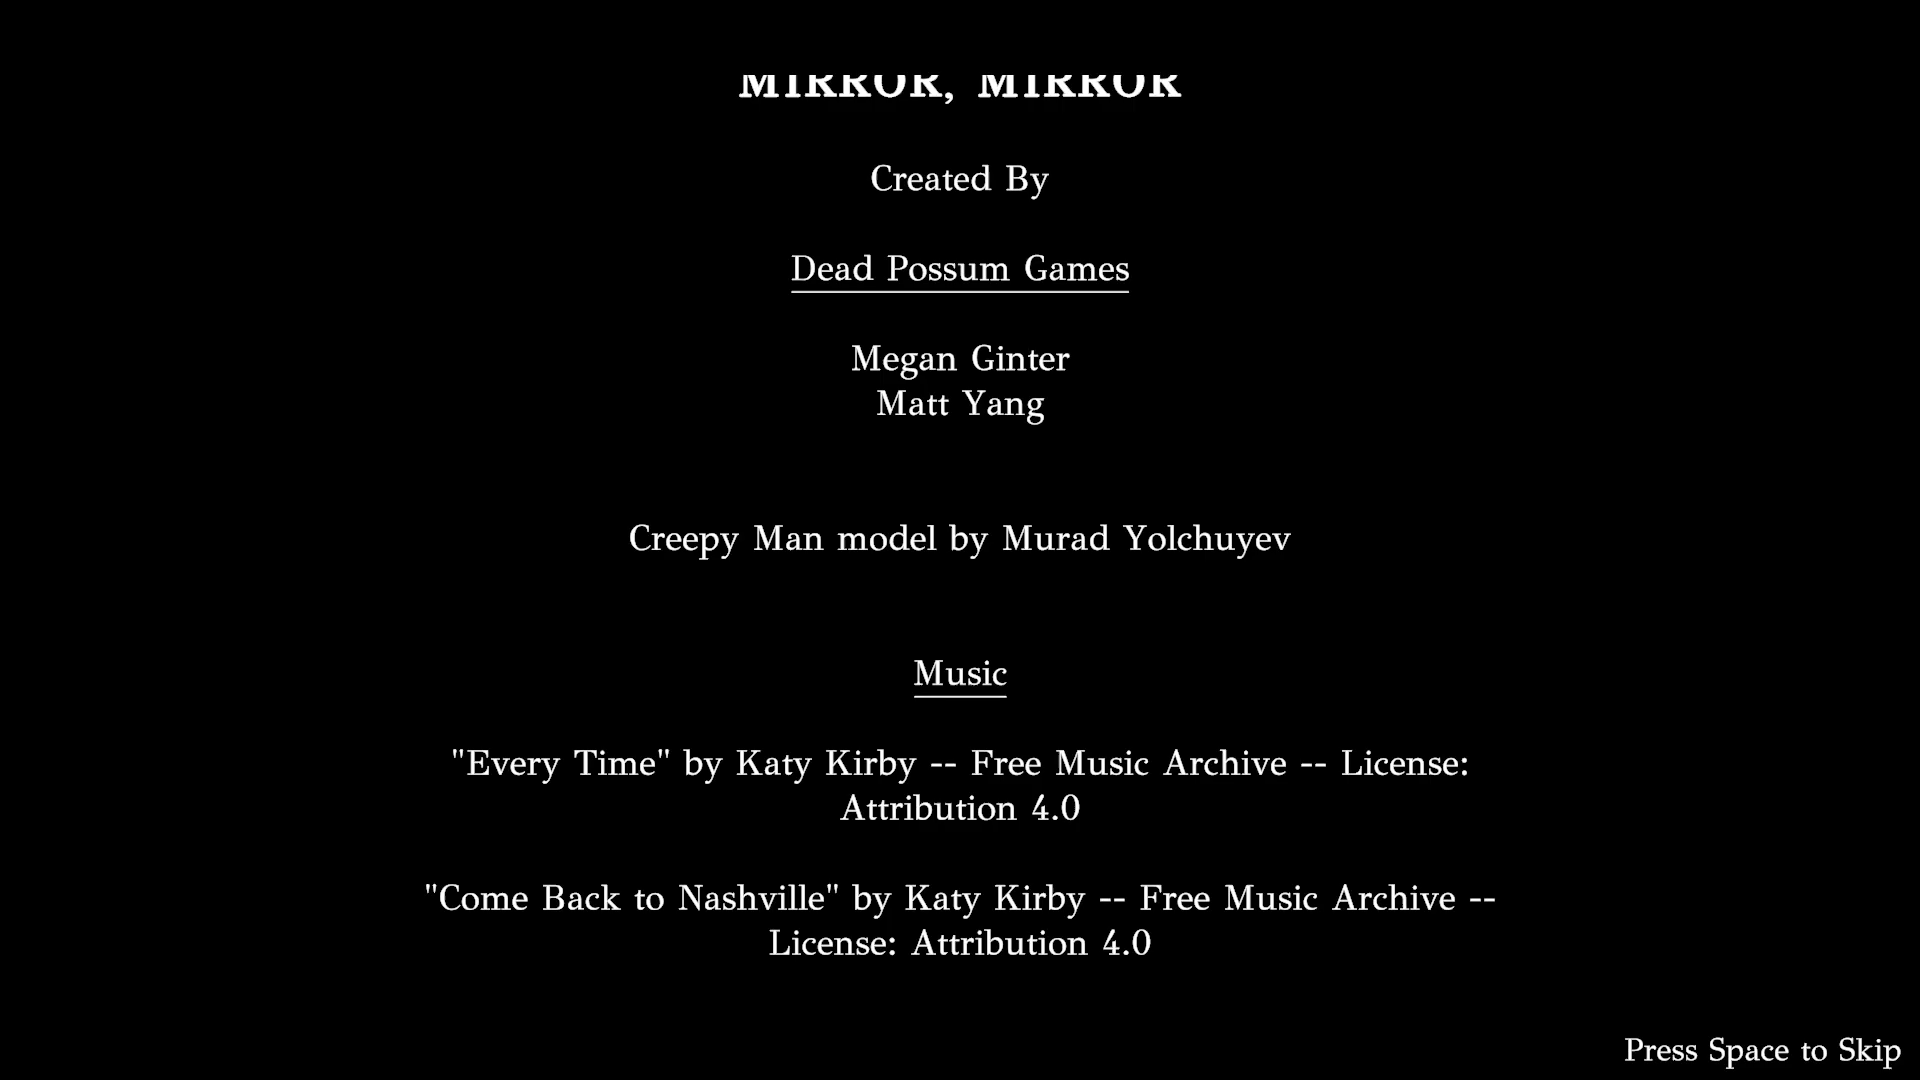 MIRROR, MIRROR
Created By
Dead Possum Games
Megan Ginter
Matt Yang
Creepy Man model by Murad Yolchuyev
Music
"Every Time" by Katy Kirby -- Free Music Archive -- License:
Attribution 4.0
"Come Back to Nashville" by Katy Kirby -- Free Music Archive --
License: Attribution 4.0
Press Space to Skip